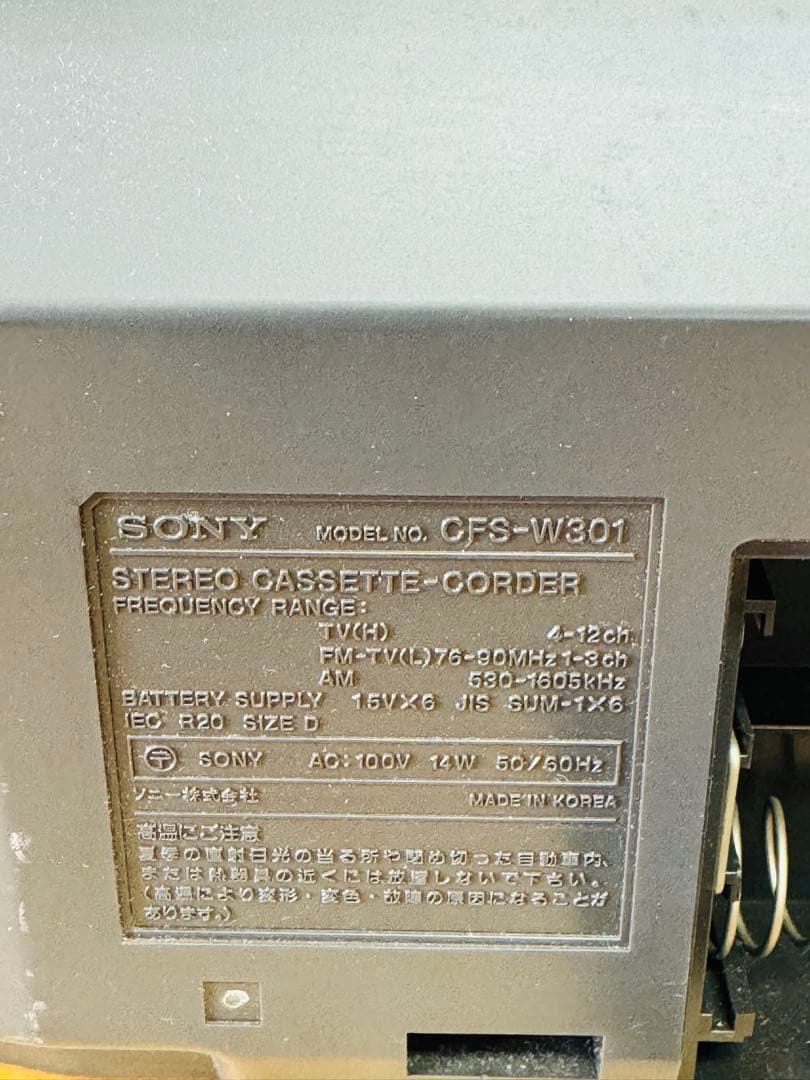 SONY MODEL NO. CFS-W301
STEREO CASSETTE-CORDER
FREQUENCY RANGE:
TV(H) 4-12ch
FM-TV(L)76-90MHz 1-3ch
AM 530-1605kHz
BATTERY SUPPLY 1.5V×6 JIS SUM-1×6
IEC R20 SIZE D
〒 SONY AC:100V 14W 50/60Hz
ソニー株式会社 MADE IN KOREA
高温にご注意
夏季の直射日光の当る所や閉め切った自動車内、
または熱器具の近くには放置しないで下さい。
(高温により変形・変色・故障の原因になることが
あります。)